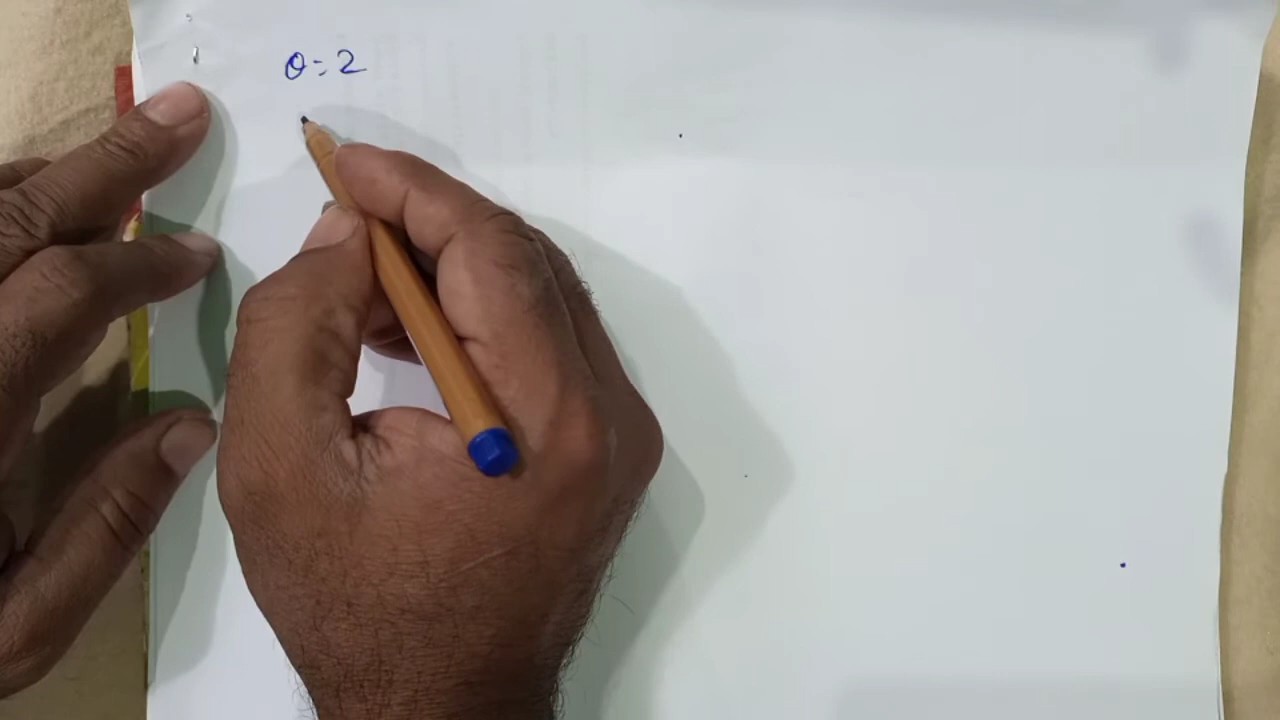 θ = 2